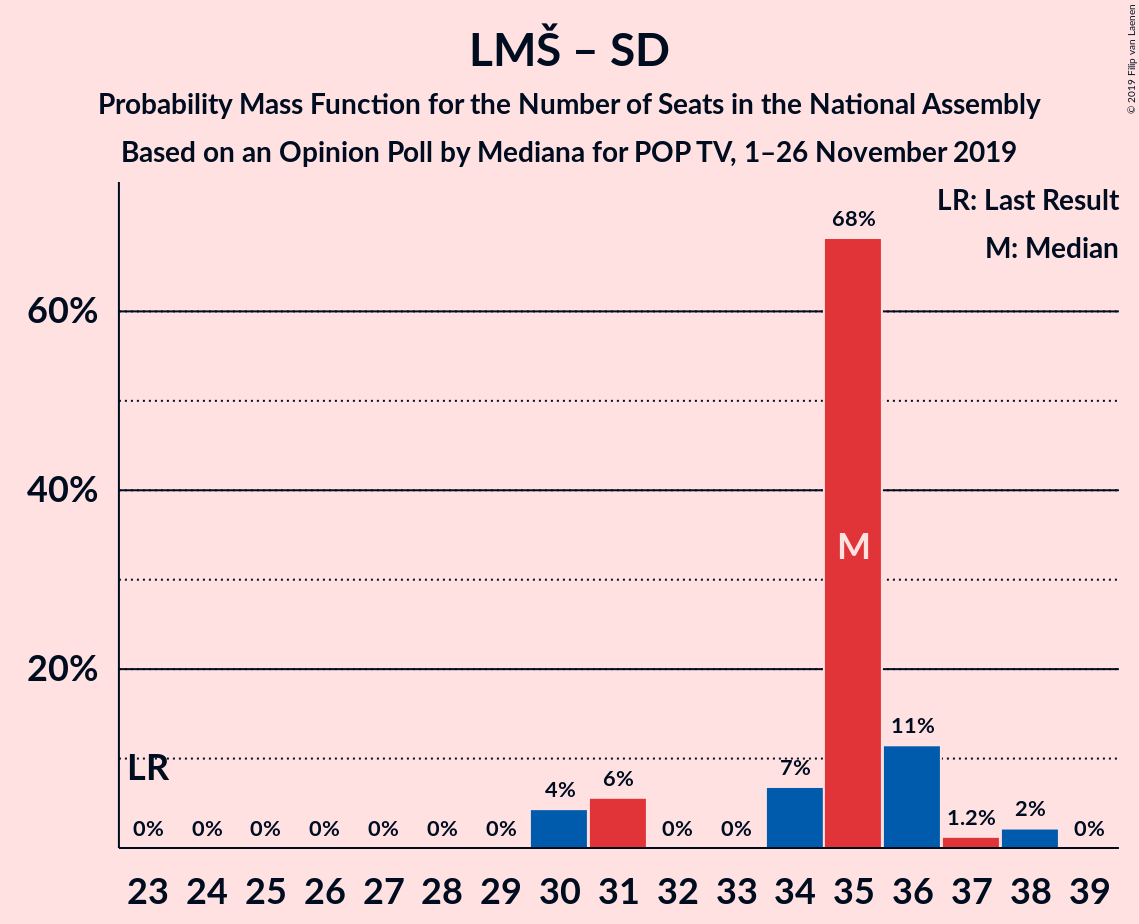 LMŠ – SD
Probability Mass Function for the Number of Seats in the National Assembly
Based on an Opinion Poll by Mediana for POP TV, 1–26 November 2019
© 2019 Filip van Laenen
LR: Last Result
M: Median
60%
40%
20%
LR
M
0% 0% 0% 0% 0% 0% 0% 4% 6% 0% 0% 7% 68% 11% 1.2% 2% 0%
23 24 25 26 27 28 29 30 31 32 33 34 35 36 37 38 39